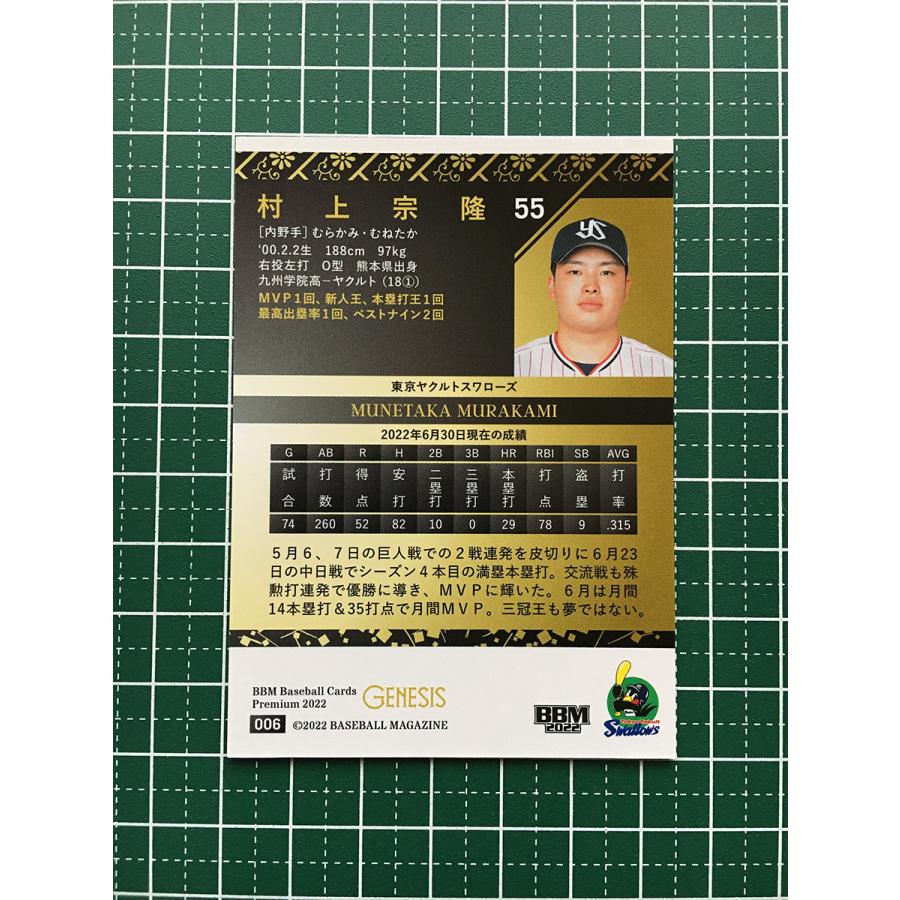 村上宗隆 55
[内野手] むらかみ・むねたか
'00.2.2生 188cm 97kg
右投左打 O型 熊本県出身
九州学院高−ヤクルト (18①)
MVP1回、新人王、本塁打王1回
最高出塁率1回、ベストナイン2回
YS
東京ヤクルトスワローズ
MUNETAKA MURAKAMI
2022年6月30日現在の成績
G AB R H 2B 3B HR RBI SB AVG
試合 打数 得点 安打 二塁打 三塁打 本塁打 打点 盗塁 打率
74 260 52 82 10 0 29 78 9 .315
5月6、7日の巨人戦での2戦連発を皮切りに6月23
日の中日戦でシーズン4本目の満塁本塁打。交流戦も殊
勲打連発で優勝に導き、MVPに輝いた。6月は月間
14本塁打&35打点で月間MVP。三冠王も夢ではない。
BBM Baseball Cards
Premium 2022
GENESIS
006 ©2022 BASEBALL MAGAZINE
BBM
2022
Tokyo Yakult
Swallows